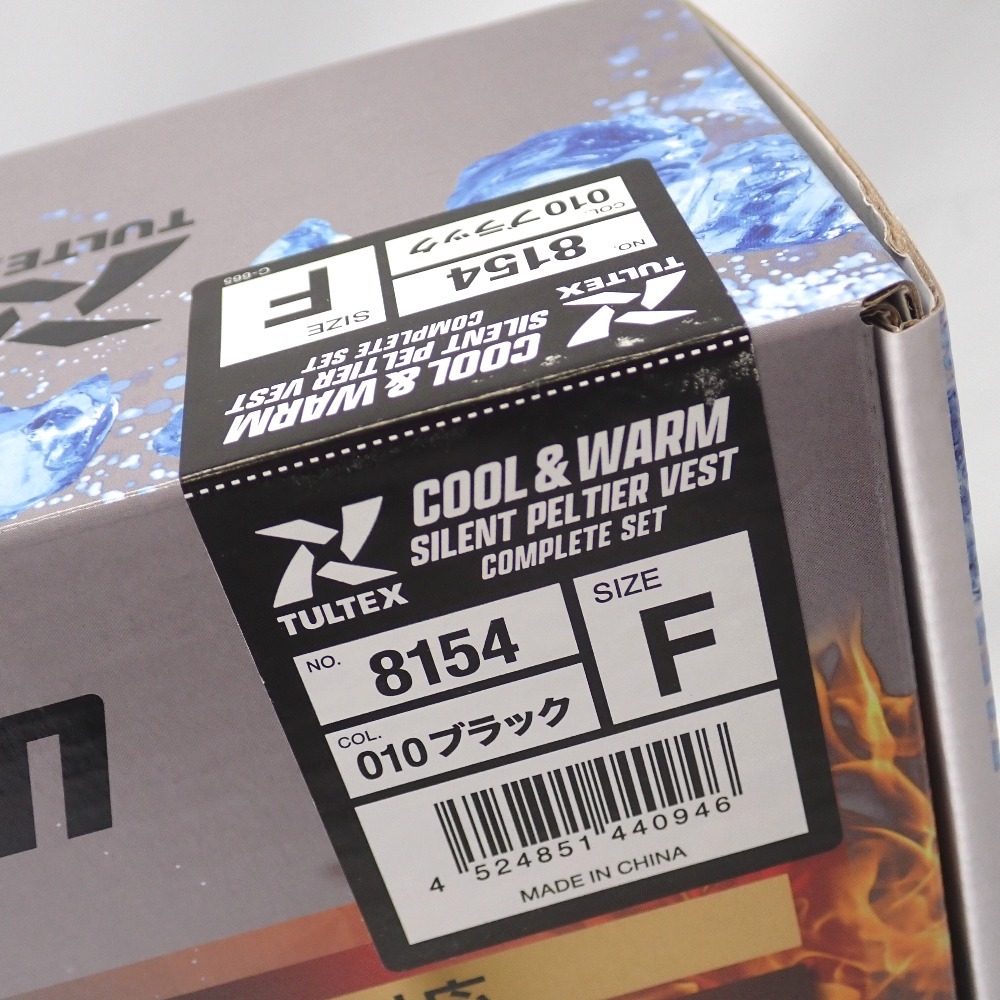 TULTEX
COL.
010ブラック
NO.
8154
SIZE
F
C-885
TULTEX
COOL & WARM
SILENT PELTIER VEST
COMPLETE SET
COOL & WARM
SILENT PELTIER VEST
COMPLETE SET
TULTEX
NO. 8154
SIZE
F
COL.
010ブラック
4 524851 440946
MADE IN CHINA